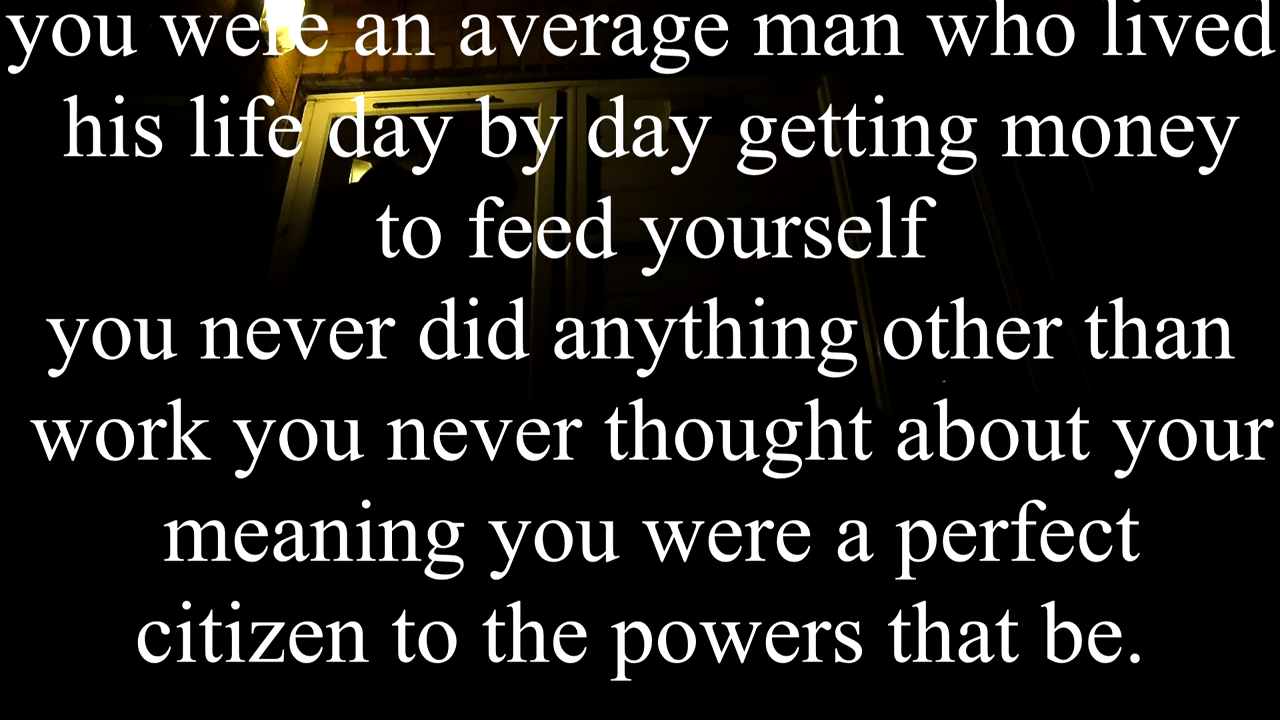 you were an average man who lived
his life day by day getting money
to feed yourself
you never did anything other than
work you never thought about your
meaning you were a perfect
citizen to the powers that be.